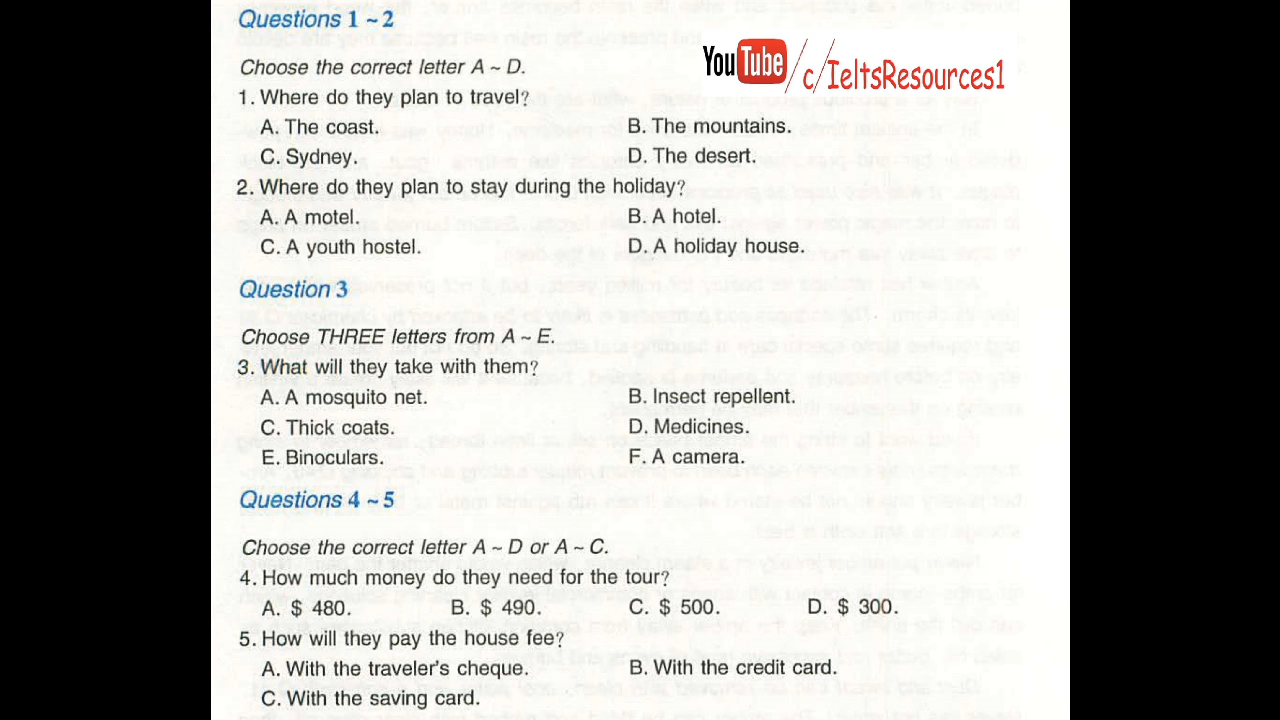 Questions 1 ~ 2
YouTube /c/IeltsResources1
Choose the correct letter A ~ D.
1. Where do they plan to travel?
A. The coast. B. The mountains.
C. Sydney. D. The desert.
2. Where do they plan to stay during the holiday?
A. A motel. B. A hotel.
C. A youth hostel. D. A holiday house.
Question 3
Choose THREE letters from A ~ E.
3. What will they take with them?
A. A mosquito net. B. Insect repellent.
C. Thick coats. D. Medicines.
E. Binoculars. F. A camera.
Questions 4 ~ 5
Choose the correct letter A ~ D or A ~ C.
4. How much money do they need for the tour?
A. $ 480. B. $ 490. C. $ 500. D. $ 300.
5. How will they pay the house fee?
A. With the traveler's cheque. B. With the credit card.
C. With the saving card.